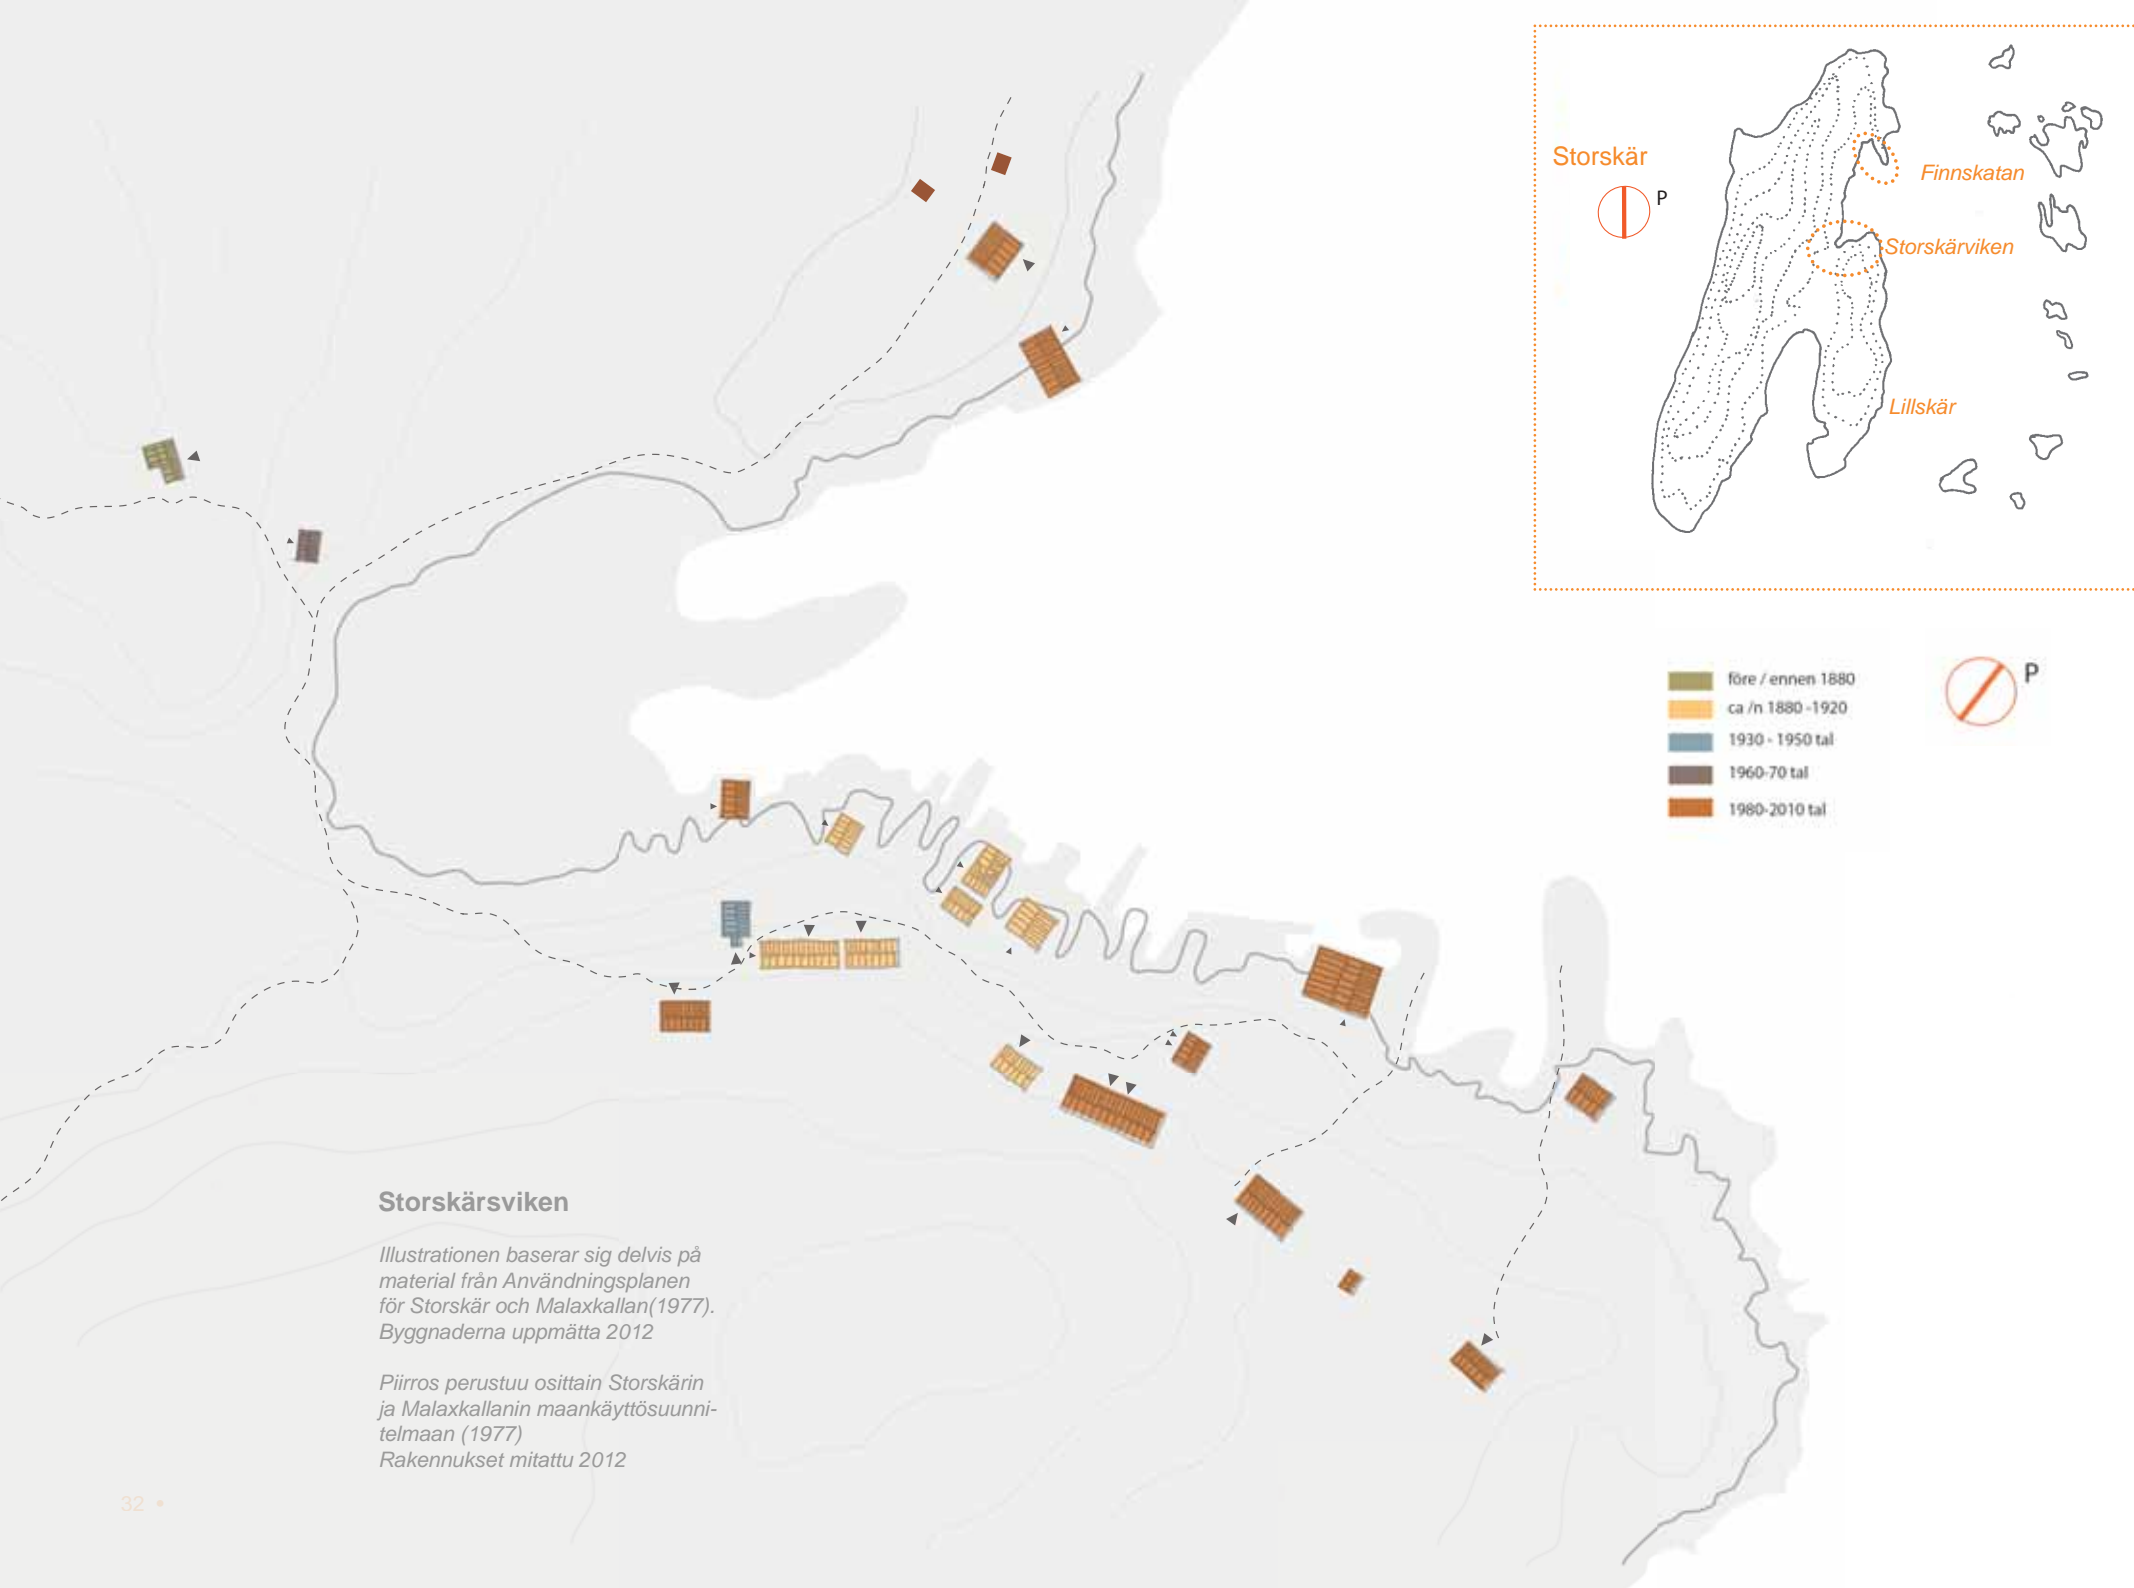 Storskär
P
Finnskatan
Storskärviken
Lillskär
före / ennen 1880
ca /n 1880 -1920
1930 - 1950 tal
1960-70 tal
1980-2010 tal
P
Storskärsviken
Illustrationen baserar sig delvis på
material från Användningsplanen
för Storskär och Malaxkallan(1977).
Byggnaderna uppmätta 2012
Piirros perustuu osittain Storskärin
ja Malaxkallanin maankäyttösuunni-
telmaan (1977)
Rakennukset mitattu 2012
32 •